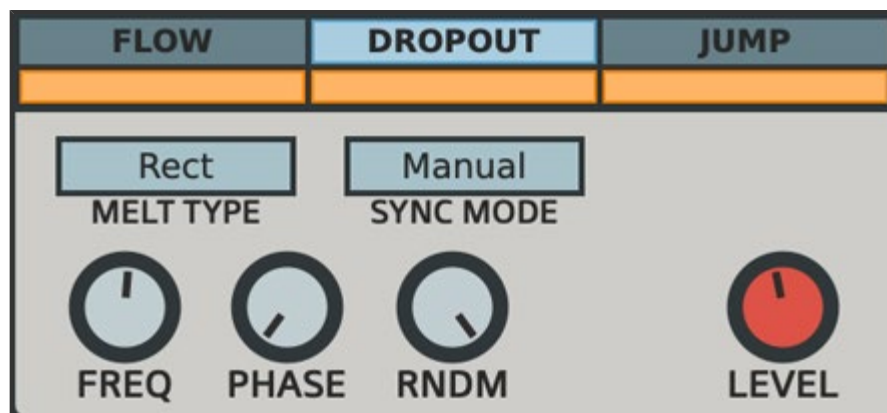 FLOW DROPOUT JUMP
Rect Manual
MELT TYPE SYNC MODE
FREQ PHASE RNDM LEVEL